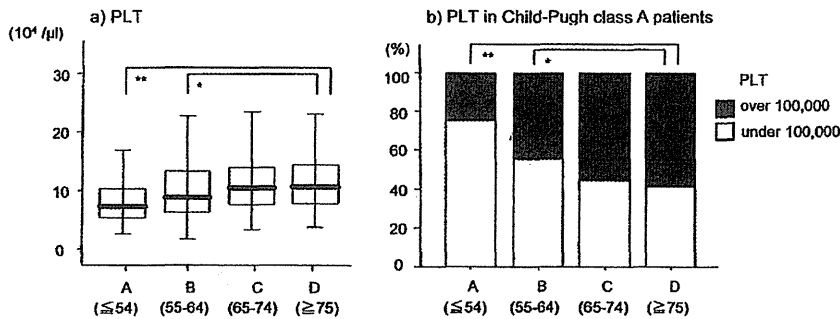 a) PLT
(10⁴ /μl)
**
*
30
20
10
0
A B C D
(≦54) (55-64) (65-74) (≧75)
b) PLT in Child-Pugh class A patients
(%)
**
*
100
80
60
40
20
0
A B C D
(≦54) (55-64) (65-74) (≧75)
PLT
over 100,000
under 100,000